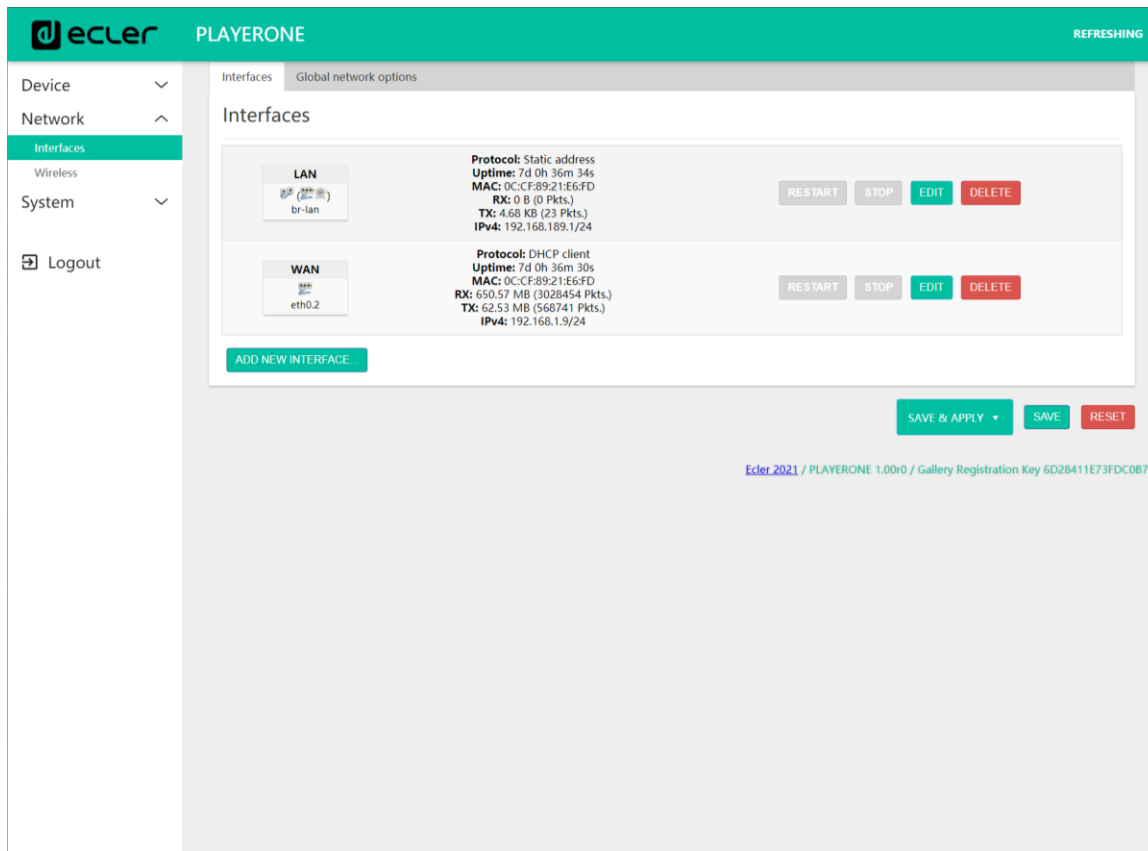 ecler
PLAYERONE
REFRESHING
Device
Network
Interfaces
Wireless
System
Logout
Interfaces
Global network options
Interfaces
LAN
br-lan
Protocol: Static address
Uptime: 7d 0h 36m 34s
MAC: 0C:CF:89:21:E6:FD
RX: 0 B (0 Pkts.)
TX: 4.68 KB (23 Pkts.)
IPv4: 192.168.189.1/24
RESTART
STOP
EDIT
DELETE
WAN
eth0.2
Protocol: DHCP client
Uptime: 7d 0h 36m 30s
MAC: 0C:CF:89:21:E6:FD
RX: 650.57 MB (3028454 Pkts.)
TX: 62.53 MB (568741 Pkts.)
IPv4: 192.168.1.9/24
RESTART
STOP
EDIT
DELETE
ADD NEW INTERFACE...
SAVE & APPLY
SAVE
RESET
Ecler 2021 / PLAYERONE 1.00r0 / Gallery Registration Key 6D28411E73FDC0B7